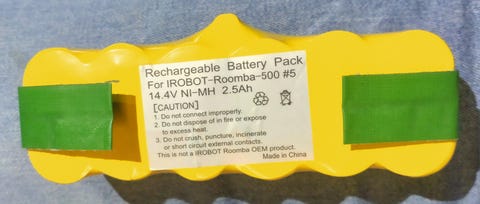 Rechargeable Battery Pack
For IROBOT-Roomba-500 #5
14.4V NI-MH 2.5Ah
[CAUTION]
1. Do not connect improperly.
2. Do not dispose of in fire or expose
to excess heat.
3. Do not crush, puncture, incinerate
or short circuit external contacts.
This is not a IROBOT Roomba OEM product.
Made in China